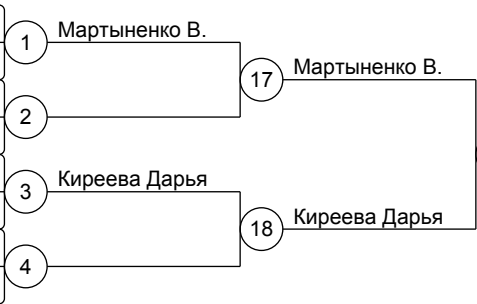 1 Мартыненко В.
17 Мартыненко В.
2
3 Киреева Дарья
18 Киреева Дарья
4